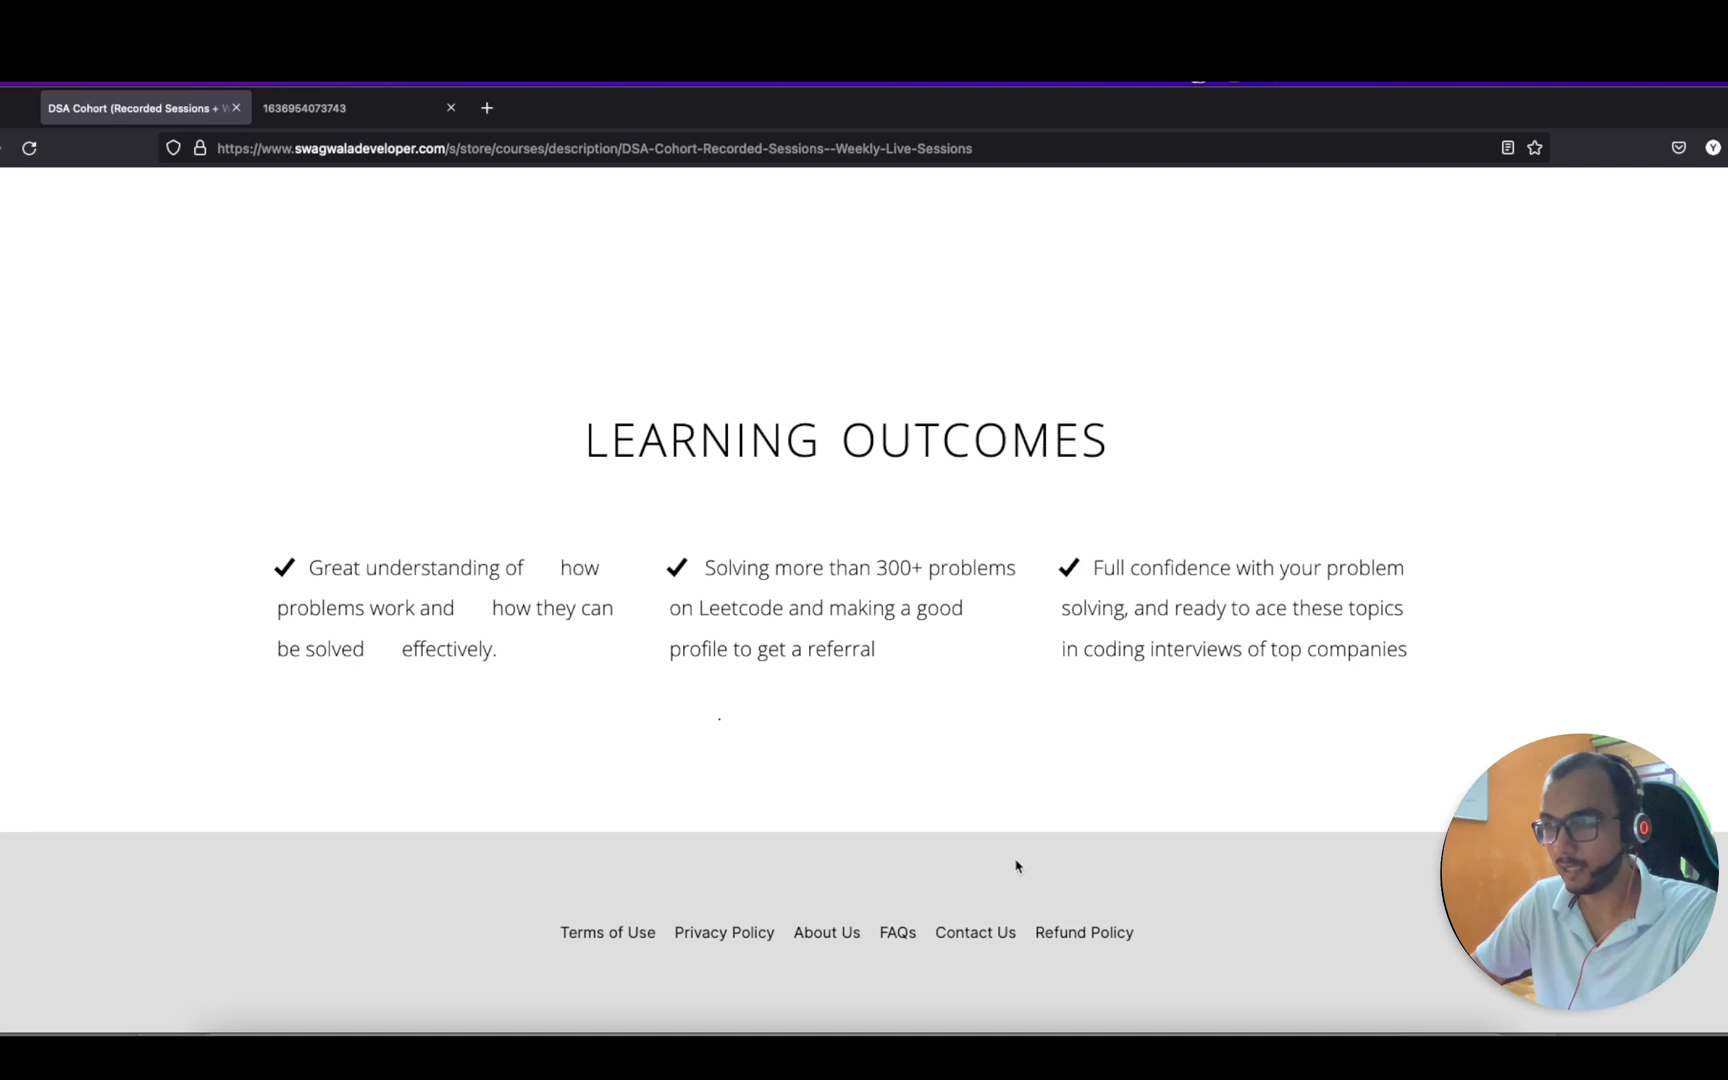 DSA Cohort (Recorded Sessions +
1636954073743
https://www.swagwaladeveloper.com/s/store/courses/description/DSA-Cohort-Recorded-Sessions--Weekly-Live-Sessions
Y
LEARNING OUTCOMES
✔ Great understanding of how
problems work and how they can
be solved effectively.
✔ Solving more than 300+ problems
on Leetcode and making a good
profile to get a referral
.
✔ Full confidence with your problem
solving, and ready to ace these topics
in coding interviews of top companies
Terms of Use Privacy Policy About Us FAQs Contact Us Refund Policy